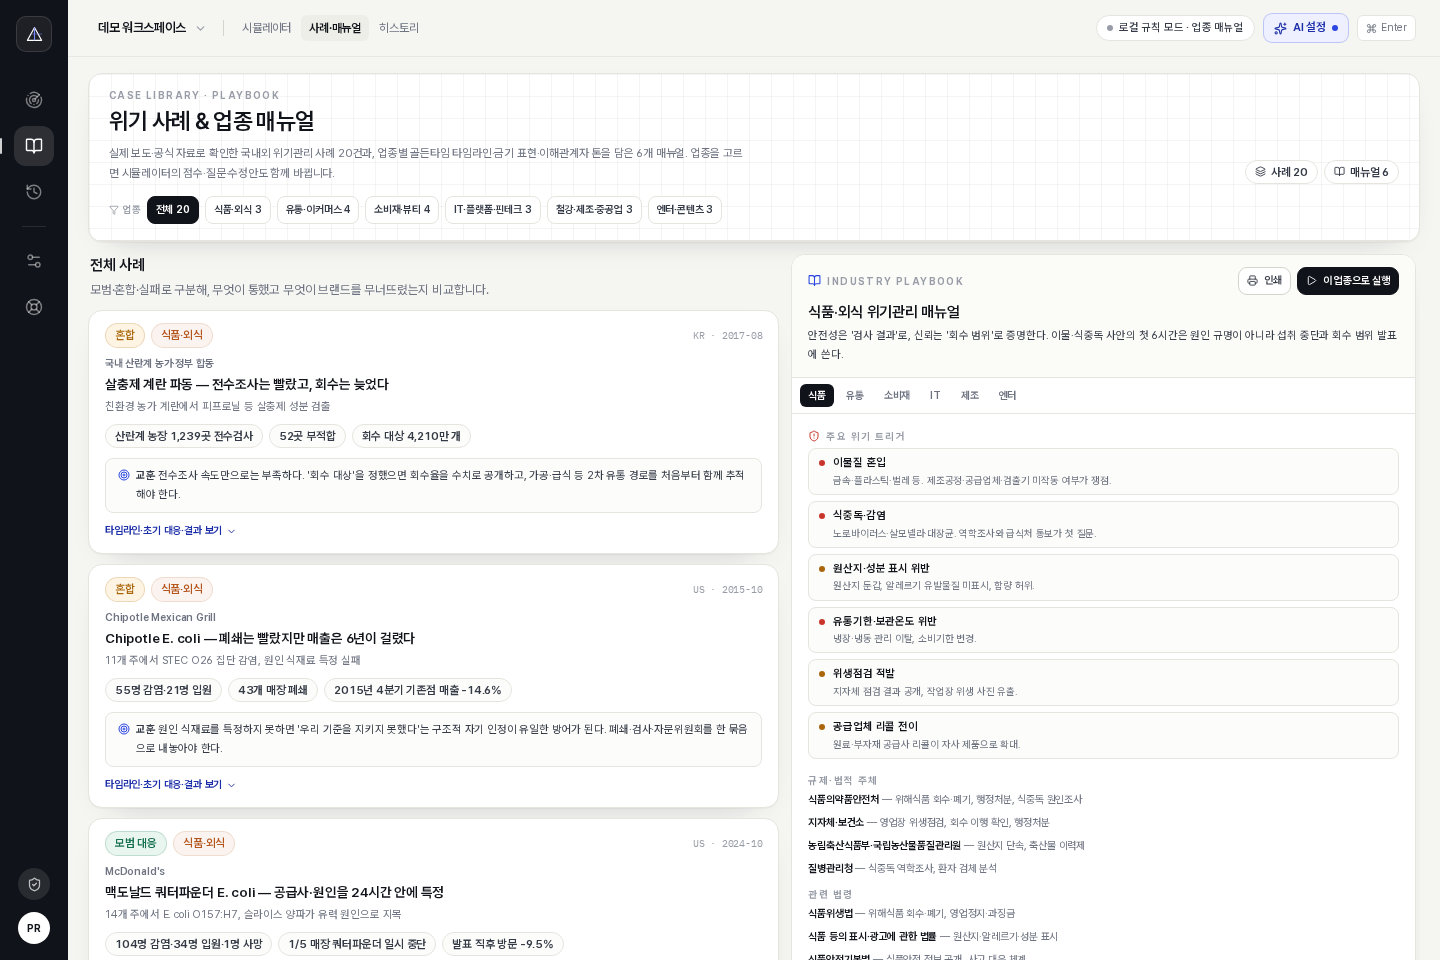 데모 워크스페이스
시뮬레이터
사례·매뉴얼
히스토리
로컬 규칙 모드 · 업종 매뉴얼
AI 설정
⌘ Enter
CASE LIBRARY · PLAYBOOK
위기 사례 & 업종 매뉴얼
실제 보도·공식 자료로 확인한 국내외 위기관리 사례 20건과, 업종별 골든타임 타임라인·금기 표현·이해관계자 톤을 담은 6개 매뉴얼. 업종을 고르
면 시뮬레이터의 점수·질문·수정안도 함께 바뀝니다.
사례 20
매뉴얼 6
업종
전체 20
식품·외식 3
유통·이커머스 4
소비재·뷰티 4
IT·플랫폼·핀테크 3
철강·제조·중공업 3
엔터·콘텐츠 3
전체 사례
모범·혼합·실패로 구분해, 무엇이 통했고 무엇이 브랜드를 무너뜨렸는지 비교합니다.
혼합
식품·외식
KR · 2017-08
국내 산란계 농가·정부 합동
살충제 계란 파동 — 전수조사는 빨랐고, 회수는 늦었다
친환경 농가 계란에서 피프로닐 등 살충제 성분 검출
산란계 농장 1,239곳 전수검사
52곳 부적합
회수 대상 4,210만 개
교훈 전수조사 속도만으로는 부족하다. '회수 대상'을 정했으면 회수율을 수치로 공개하고, 가공·급식 등 2차 유통 경로를 처음부터 함께 추적
해야 한다.
타임라인·초기 대응·결과 보기
혼합
식품·외식
US · 2015-10
Chipotle Mexican Grill
Chipotle E. coli — 폐쇄는 빨랐지만 매출은 6년이 걸렸다
11개 주에서 STEC O26 집단 감염, 원인 식재료 특정 실패
55명 감염·21명 입원
43개 매장 폐쇄
2015년 4분기 기존점 매출 -14.6%
교훈 원인 식재료를 특정하지 못하면 '우리 기준을 지키지 못했다'는 구조적 자기 인정이 유일한 방어가 된다. 폐쇄·검사·자문위원회를 한 묶음
으로 내놓아야 한다.
타임라인·초기 대응·결과 보기
모범 대응
식품·외식
US · 2024-10
McDonald's
맥도날드 쿼터파운더 E. coli — 공급사·원인을 24시간 안에 특정
14개 주에서 E. coli O157:H7, 슬라이스 양파가 유력 원인으로 지목
104명 감염·34명 입원·1명 사망
1/5 매장 쿼터파운더 일시 중단
발표 직후 방문 -9.5%
INDUSTRY PLAYBOOK
인쇄
이 업종으로 실행
식품·외식 위기관리 매뉴얼
안전성은 '검사 결과'로, 신뢰는 '회수 범위'로 증명한다. 이물·식중독 사안의 첫 6시간은 원인 규명이 아니라 섭취 중단과 회수 범위 발표
에 쓴다.
식품
유통
소비재
IT
제조
엔터
주요 위기 트리거
이물질 혼입
금속·플라스틱·벌레 등. 제조공정·공급업체·검출기 미작동 여부가 쟁점.
식중독·감염
노로바이러스·살모넬라·대장균. 역학조사와 급식처 통보가 첫 질문.
원산지·성분 표시 위반
원산지 둔갑, 알레르기 유발물질 미표시, 함량 허위.
유통기한·보관온도 위반
냉장·냉동 관리 이탈, 소비기한 변경.
위생점검 적발
지자체 점검 결과 공개, 작업장 위생 사진 유출.
공급업체 리콜 전이
원료·부자재 공급사 리콜이 자사 제품으로 확대.
규제·법적 주체
식품의약품안전처 — 위해식품 회수·폐기, 행정처분, 식중독 원인조사
지자체·보건소 — 영업장 위생점검, 회수 이행 확인, 행정처분
농림축산식품부·국립농산물품질관리원 — 원산지 단속, 축산물 이력제
질병관리청 — 식중독 역학조사, 환자 검체 분석
관련 법령
식품위생법 — 위해식품 회수·폐기, 영업정지·과징금
식품 등의 표시·광고에 관한 법률 — 원산지·알레르기·성분 표시
식품안전기본법 — 식품안전 정보 공개, 사고 대응 체계
PR